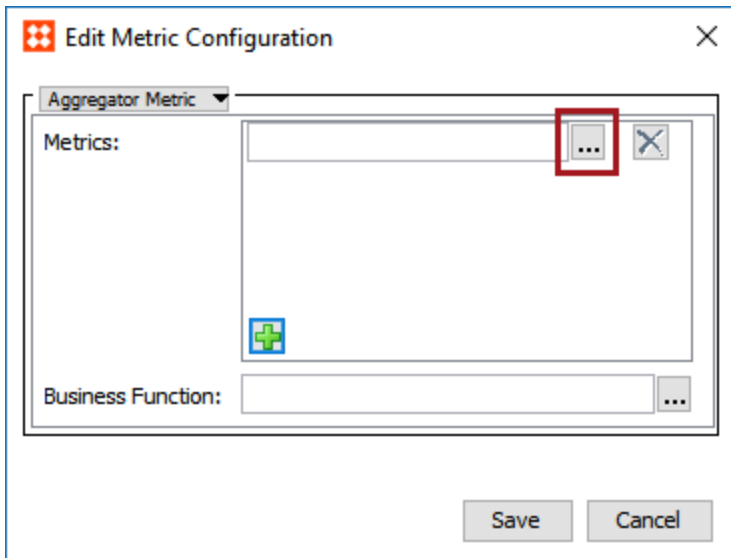 Edit Metric Configuration
Aggregator Metric
Metrics:
...
Business Function:
...
Save Cancel